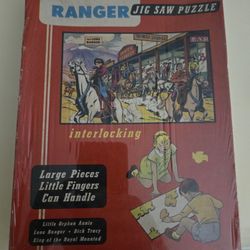 RANGER JIG SAW PUZZLE
BAR
interlocking
Large Pieces
Little Fingers
Can Handle
Little Orphan Annie
Lone Ranger • Dick Tracy
King of the Royal Mounted